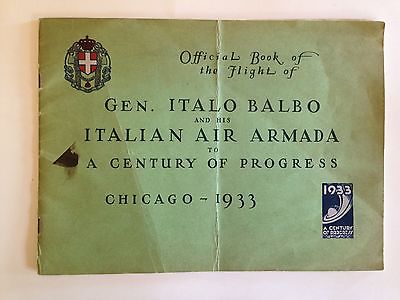 Official Book of
the Flight of
GEN. ITALO BALBO
AND HIS
ITALIAN AIR ARMADA
TO
A CENTURY OF PROGRESS
CHICAGO - 1933
1933
A CENTURY
OF PROGRESS